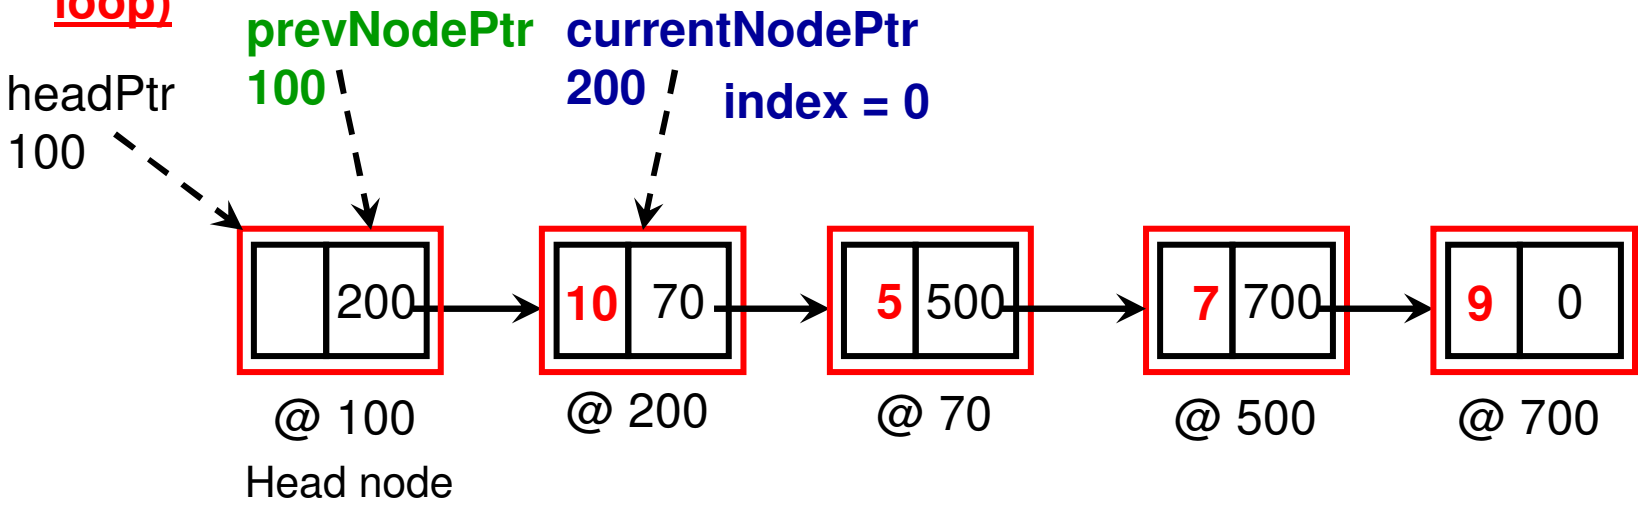 loop)
prevNodePtr currentNodePtr
100 200 index = 0
headPtr
100
200 10 70 5 500 7 700 9 0
@ 100 @ 200 @ 70 @ 500 @ 700
Head node